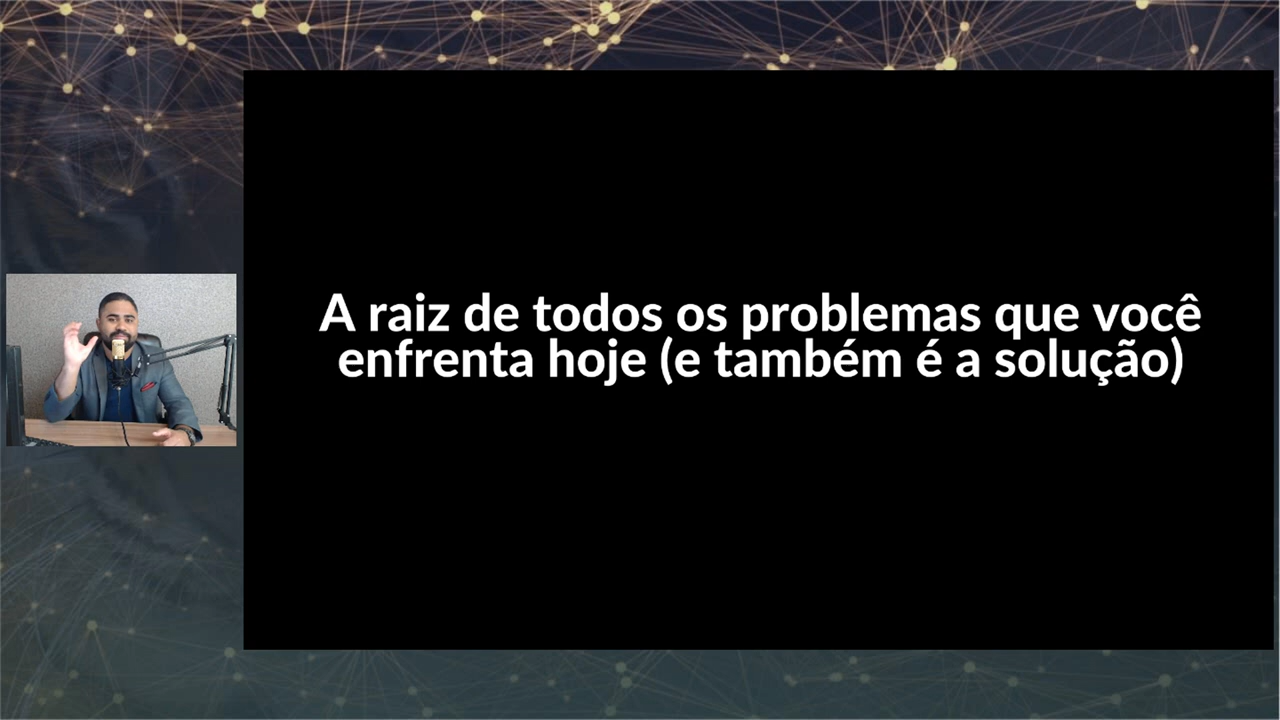 A raiz de todos os problemas que você
enfrenta hoje (e também é a solução)